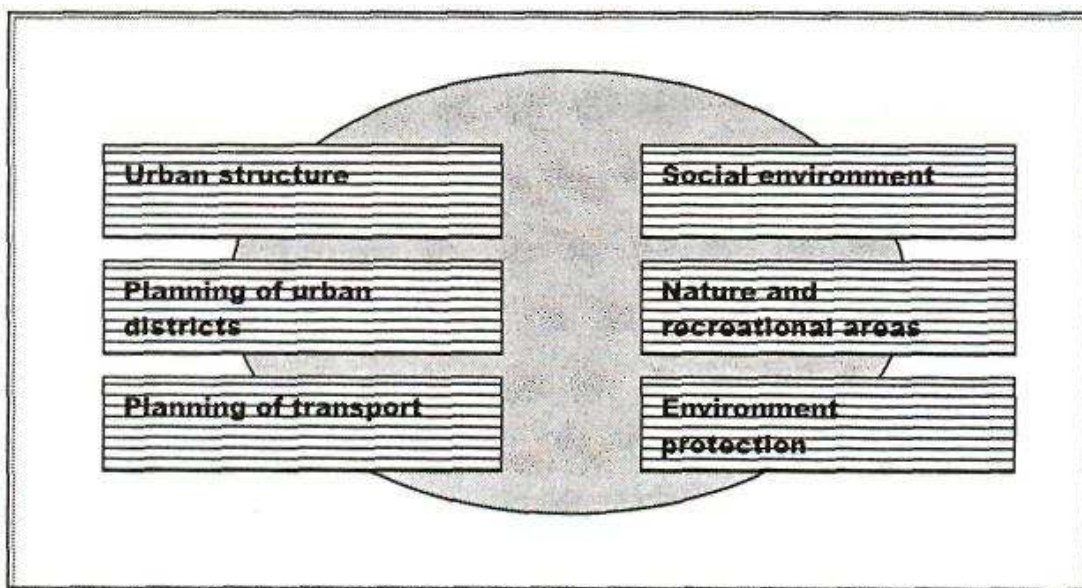 Urban structure
Planning of urban
districts
Planning of transport
Social environment
Nature and
recreational areas
Environment
protection